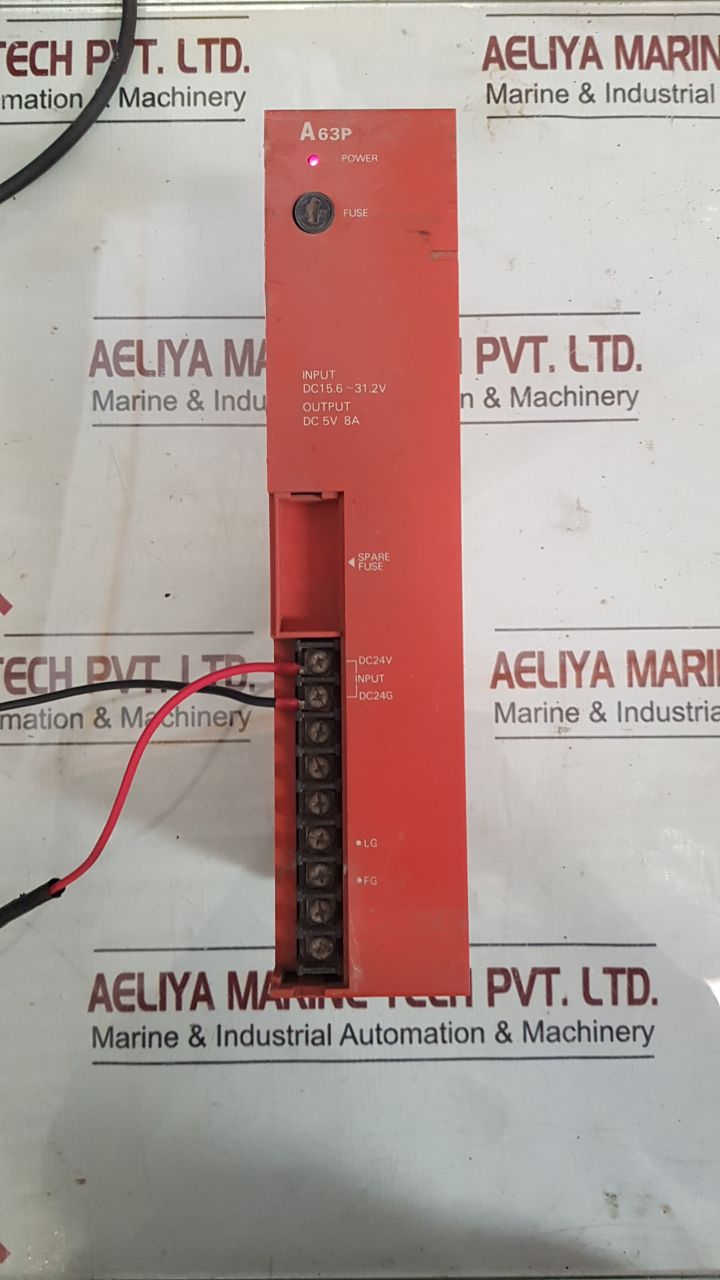 TECH PVT. LTD.
mation & Machinery
AELIYA MARIN
Marine & Industrial
A63P
POWER
FUSE
AELIYA MA
PVT. LTD.
Marine & Indu
n & Machinery
INPUT
DC15.6~31.2V
OUTPUT
DC 5V 8A
◀ SPARE
FUSE
TECH PVT. LTD.
mation & Machinery
AELIYA MARI
Marine & Industria
DC24V
INPUT
DC24G
• LG
• FG
AELIYA MARINE TECH PVT. LTD.
Marine & Industrial Automation & Machinery